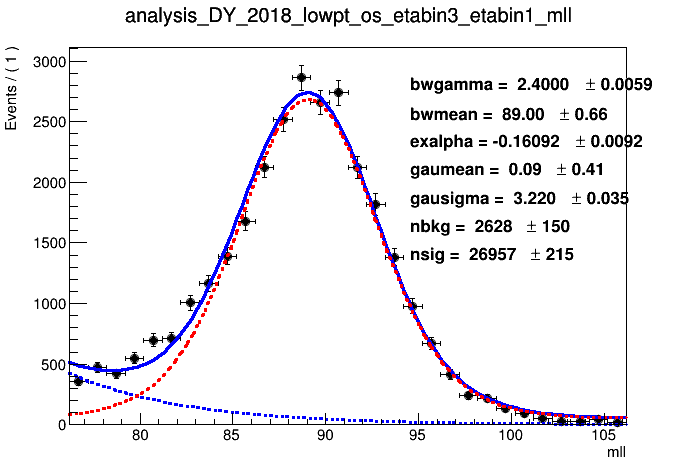 analysis_DY_2018_lowpt_os_etabin3_etabin1_mll
Events / ( 1 )
3000
2500
2000
1500
1000
500
0
bwgamma = 2.4000 ± 0.0059
bwmean = 89.00 ± 0.66
exalpha = -0.16092 ± 0.0092
gaumean = 0.09 ± 0.41
gausigma = 3.220 ± 0.035
nbkg = 2628 ± 150
nsig = 26957 ± 215
80 85 90 95 100 105
mll